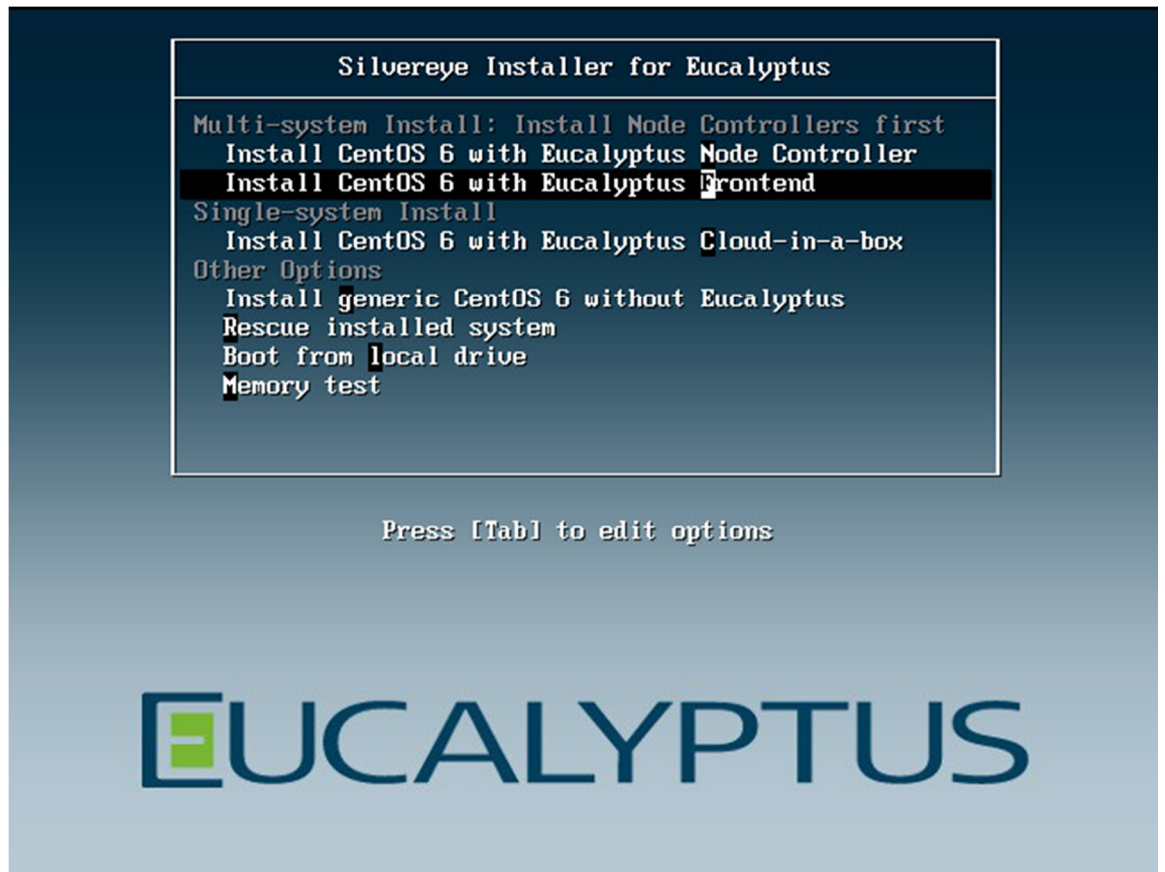 Silvereye Installer for Eucalyptus
Multi-system Install: Install Node Controllers first
Install CentOS 6 with Eucalyptus Node Controller
Install CentOS 6 with Eucalyptus Frontend
Single-system Install
Install CentOS 6 with Eucalyptus Cloud-in-a-box
Other Options
Install generic CentOS 6 without Eucalyptus
Rescue installed system
Boot from local drive
Memory test
Press [Tab] to edit options
EUCALYPTUS